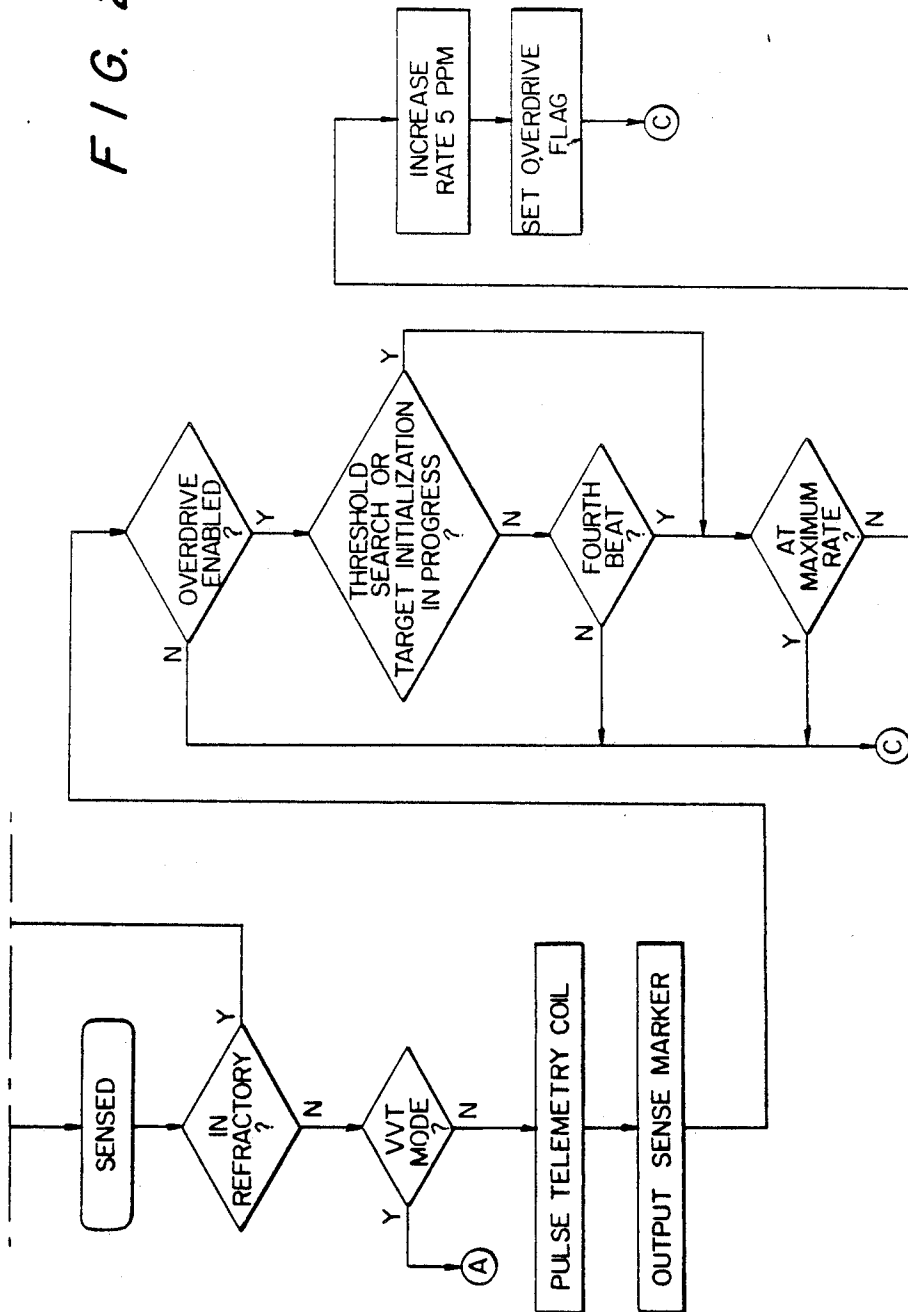 FIG. 2
SENSED
IN
REFRACTORY
?
Y
N
VVT
MODE
?
Y
N
A
PULSE TELEMETRY COIL
OUTPUT SENSE MARKER
OVERDRIVE
ENABLED
?
N
Y
THRESHOLD
SEARCH OR
TARGET INITIALIZATION
IN PROGRESS
?
Y
N
FOURTH
BEAT
?
N
Y
AT
MAXIMUM
RATE
?
Y
N
C
INCREASE
RATE 5 PPM
SET OVERDRIVE
FLAG
C